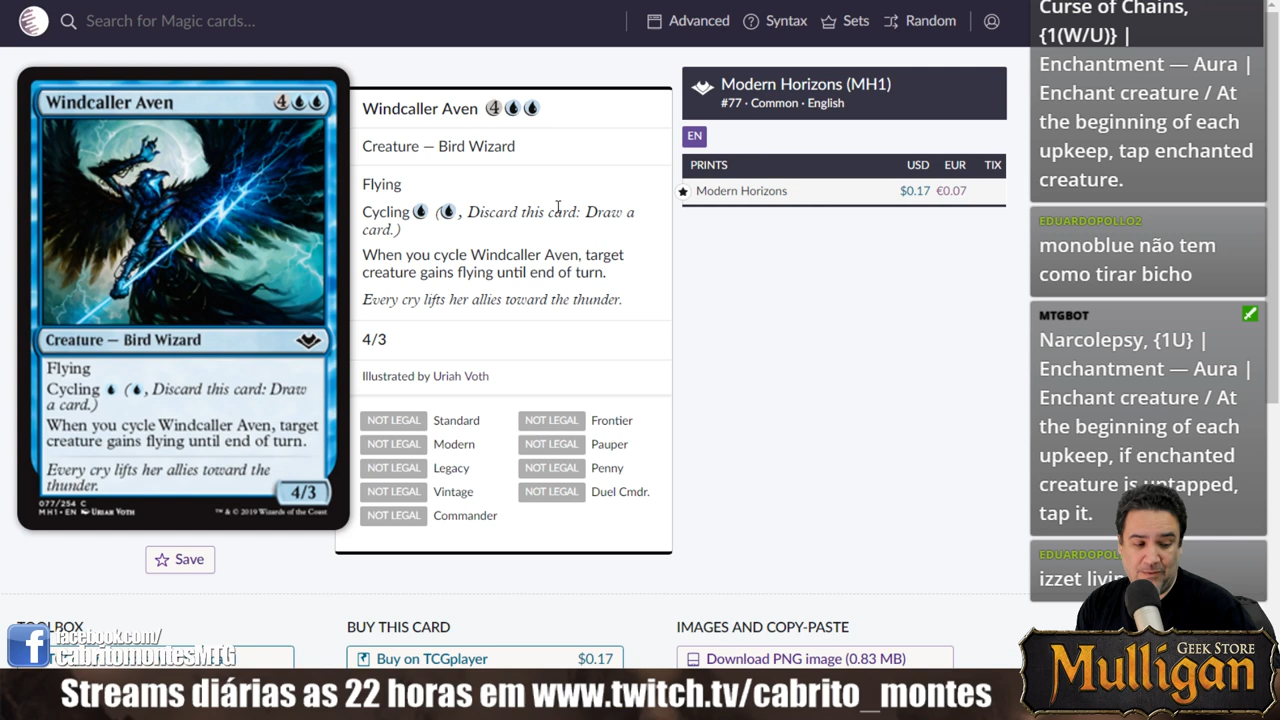 Search for Magic cards...
Advanced
Syntax
Sets
Random
Windcaller Aven 4
Creature — Bird Wizard
Flying
Cycling ( , Discard this card: Draw
a card.)
When you cycle Windcaller Aven, target
creature gains flying until end of turn.
Every cry lifts her allies toward the
thunder.
4/3
077/254 C
MH1 • EN URIAH VOTH
™ & © 2019 Wizards of the Coast
Save
Windcaller Aven 4
Creature — Bird Wizard
Flying
Cycling ( , Discard this card: Draw a
card.)
When you cycle Windcaller Aven, target
creature gains flying until end of turn.
Every cry lifts her allies toward the thunder.
4/3
Illustrated by Uriah Voth
NOT LEGAL Standard NOT LEGAL Frontier
NOT LEGAL Modern NOT LEGAL Pauper
NOT LEGAL Legacy NOT LEGAL Penny
NOT LEGAL Vintage NOT LEGAL Duel Cmdr.
NOT LEGAL Commander
Modern Horizons (MH1)
#77 · Common · English
EN
PRINTS USD EUR TIX
Modern Horizons $0.17 €0.07
Curse of Chains,
{1(W/U)} |
Enchantment — Aura |
Enchant creature / At
the beginning of each
upkeep, tap enchanted
creature.
EDUARDOPOLLO2
monoblue não tem
como tirar bicho
MTGBOT
Narcolepsy, {1U} |
Enchantment — Aura |
Enchant creature / At
the beginning of each
upkeep, if enchanted
creature is untapped,
tap it.
izzet
BUY THIS CARD
Buy on TCGplayer $0.17
IMAGES AND COPY-PASTE
Download PNG image (0.83 MB)
facebook.com/
cabritomontesMTG
Mulligan
GEEK STORE
Streams diárias as 22 horas em www.twitch.tv/cabrito_montes